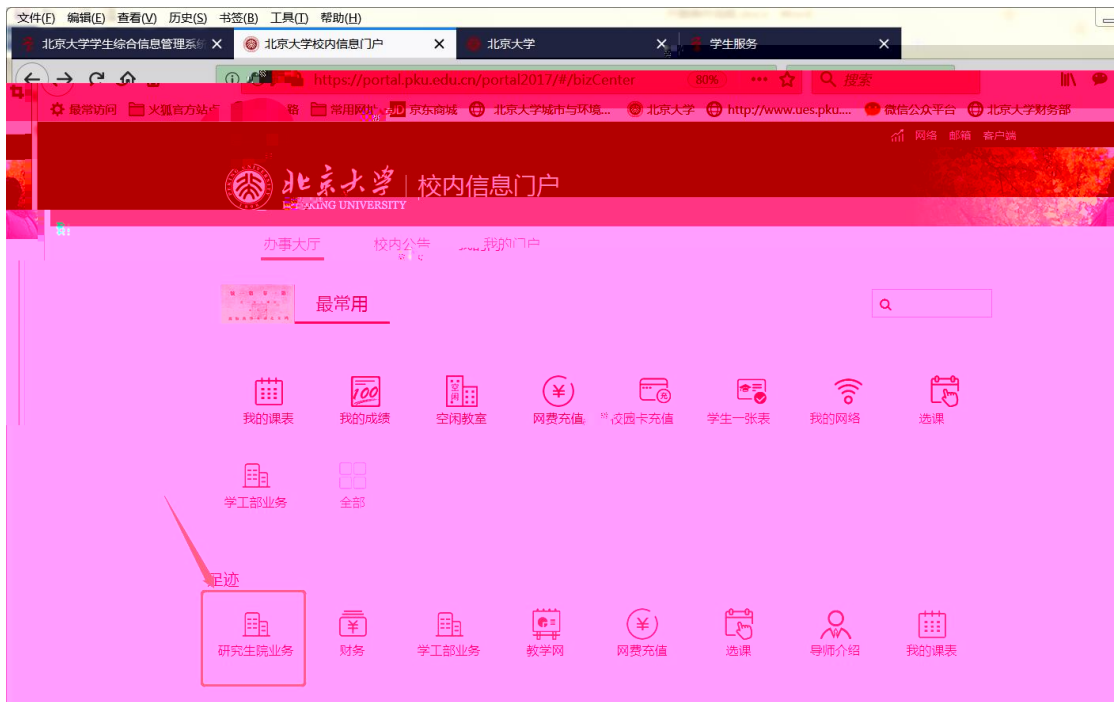 文件(F) 编辑(E) 查看(V) 历史(S) 书签(B) 工具(T) 帮助(H)
北京大学学生综合信息管理系统 北京大学校内信息门户 北京大学 学生服务
https://portal.pku.edu.cn/portal2017/#/bizCenter 80% 搜索
最常访问 火狐官方站点 常用网址 JD 京东商城 北京大学城市与环境... 北京大学 http://www.ues.pku.... 微信公众平台 北京大学财务部
网络 邮箱 客户端
北京大学 校内信息门户
PEKING UNIVERSITY
办事大厅 校内公告 我的门户
最常用
我的课表 我的成绩 空闲教室 网费充值 校园卡充值 学生一张表 我的网络 选课
学工部业务 全部
足迹
研究生院业务 财务 学工部业务 教学网 网费充值 选课 导师介绍 我的课表